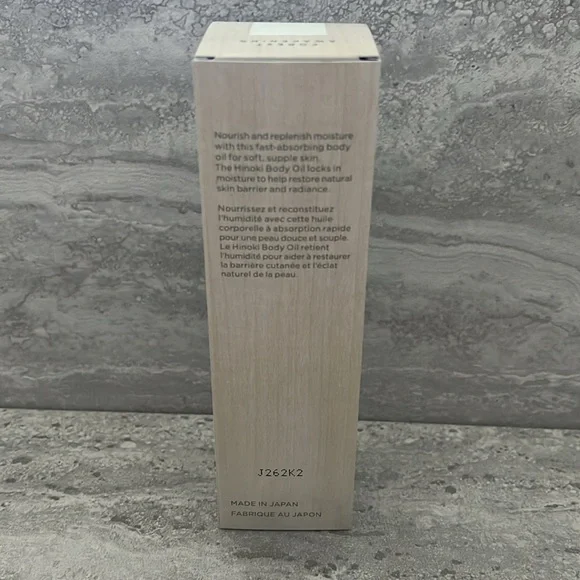 FOREST
AWAKENING
Nourish and replenish moisture
with this fast-absorbing body
oil for soft, supple skin.
The Hinoki Body Oil locks in
moisture to help restore natural
skin barrier and radiance.
Nourrissez et reconstituez
l'humidité avec cette huile
corporelle à absorption rapide
pour une peau douce et souple.
Le Hinoki Body Oil retient
l'humidité pour aider à restaurer
la barrière cutanée et l'éclat
naturel de la peau.
J262K2
MADE IN JAPAN
FABRIQUE AU JAPON